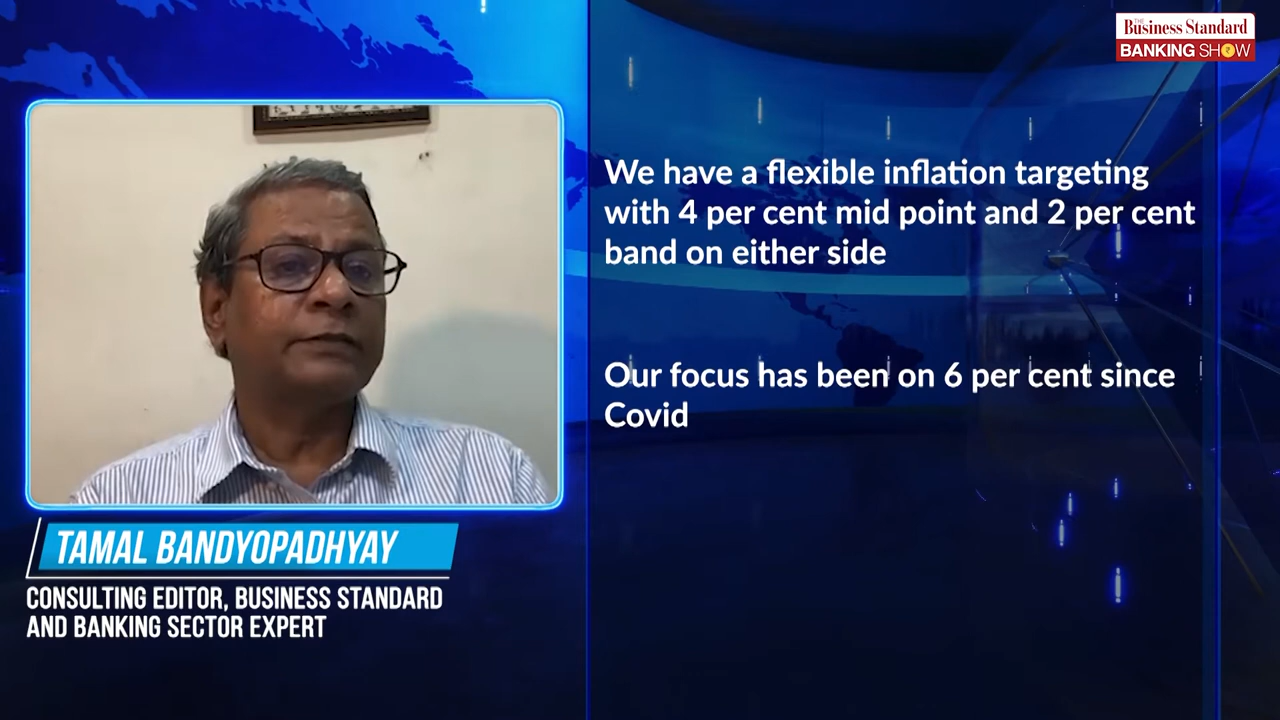 THE
Business Standard
BANKING SHOW
We have a flexible inflation targeting
with 4 per cent mid point and 2 per cent
band on either side
Our focus has been on 6 per cent since
Covid
TAMAL BANDYOPADHYAY
CONSULTING EDITOR, BUSINESS STANDARD
AND BANKING SECTOR EXPERT